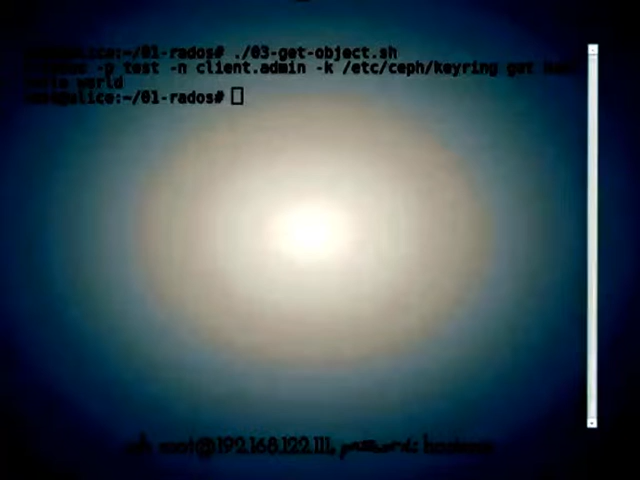 root@alice:~/01-rados# ./03-get-object.sh
-p test -n client.admin -k /etc/ceph/keyring get
world
root@alice:~/01-rados#
root@192.168.122.111, password: